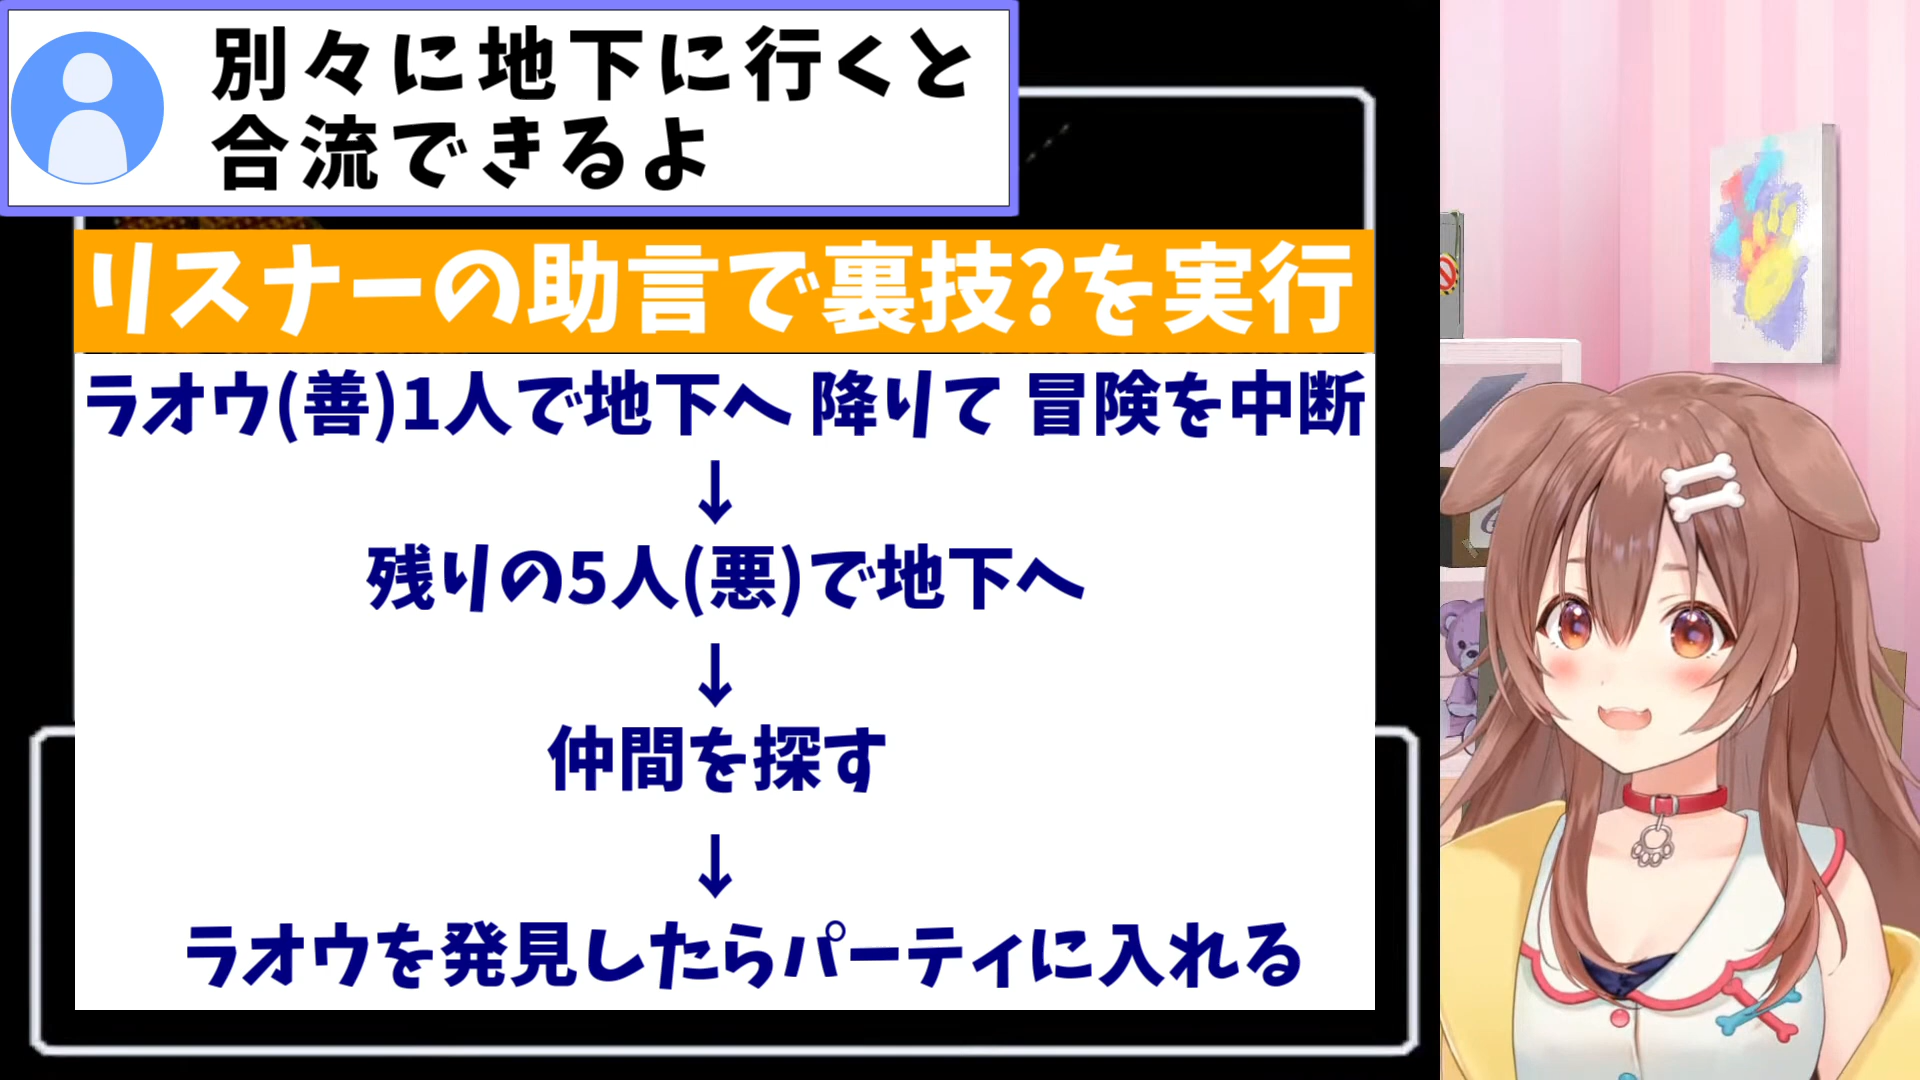 別々に地下に行くと
合流できるよ
リスナーの助言で裏技?を実行
ラオウ(善)1人で地下へ 降りて 冒険を中断
↓
残りの5人(悪)で地下へ
↓
仲間を探す
↓
ラオウを発見したらパーティに入れる